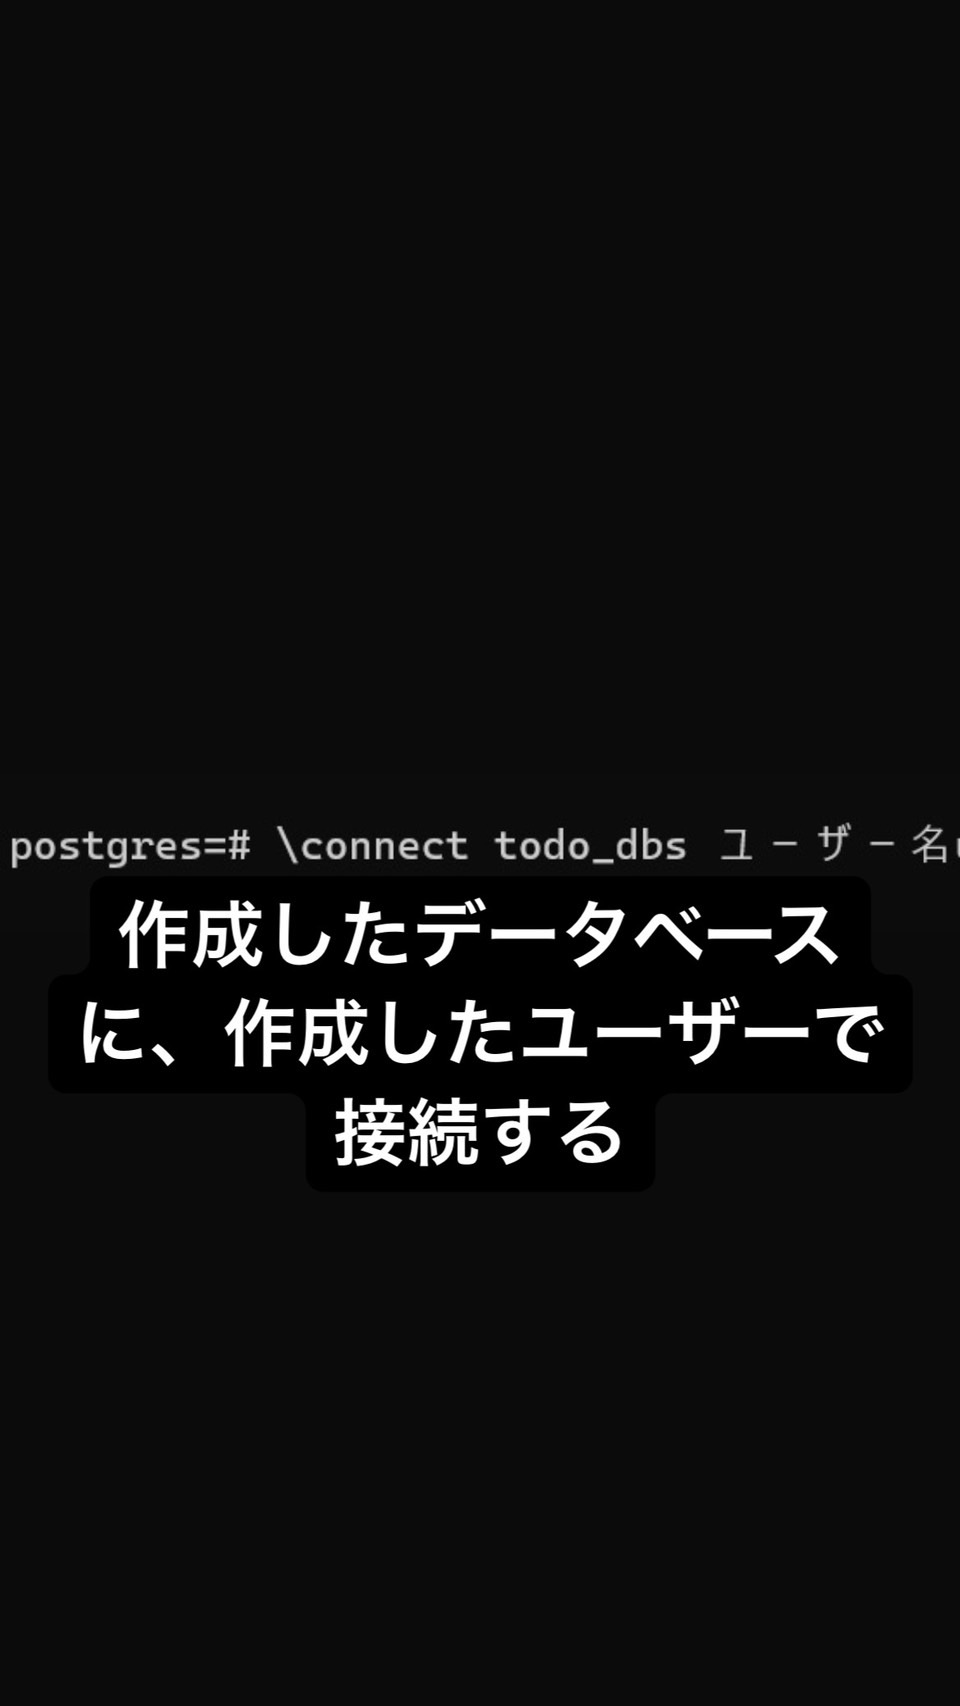 postgres=# \connect todo_dbs ユーザー名
作成したデータベース
に、作成したユーザーで
接続する